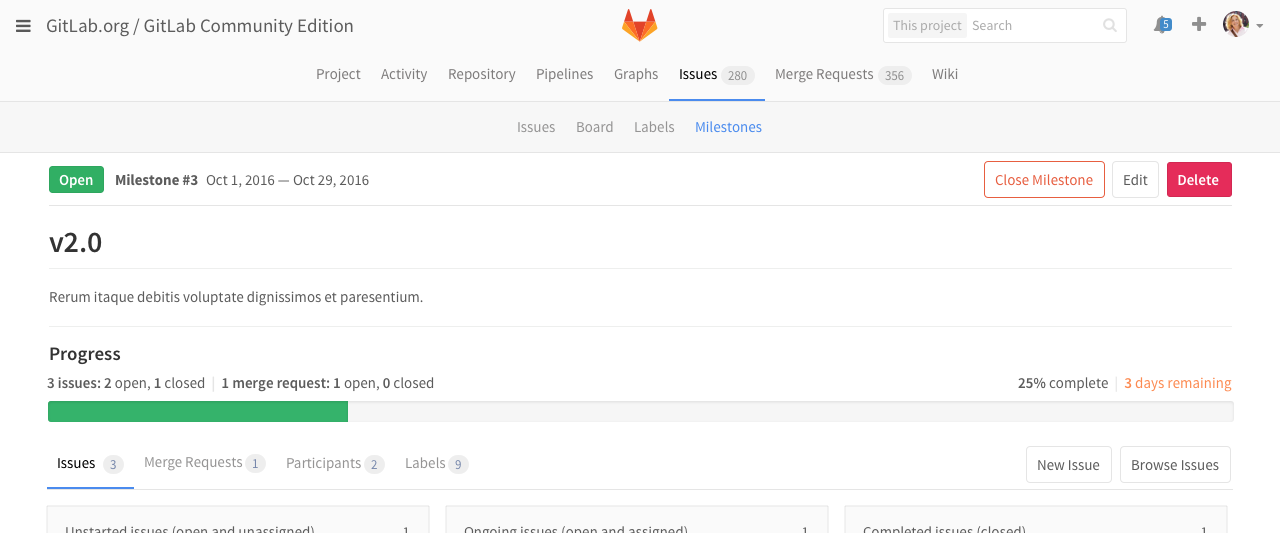 GitLab.org / GitLab Community Edition
This project Search
5
Project Activity Repository Pipelines Graphs Issues 280 Merge Requests 356 Wiki
Issues Board Labels Milestones
Open Milestone #3 Oct 1, 2016 — Oct 29, 2016 Close Milestone Edit Delete
v2.0
Rerum itaque debitis voluptate dignissimos et paresentium.
Progress
3 issues: 2 open, 1 closed 1 merge request: 1 open, 0 closed 25% complete 3 days remaining
Issues 3 Merge Requests 1 Participants 2 Labels 9 New Issue Browse Issues
Unstarted issues (open and unassigned) 1 Ongoing issues (open and assigned) 1 Completed issues (closed) 1